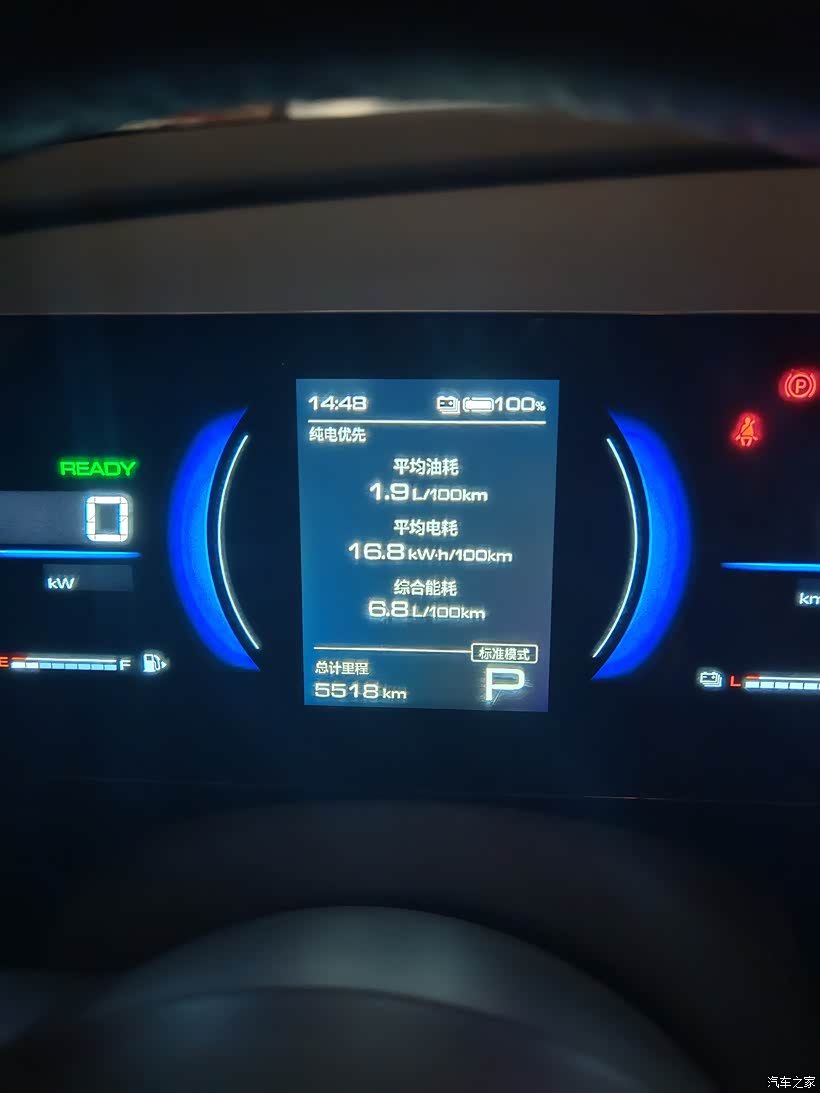 14:48 100%
纯电优先
平均油耗
1.9 L/100km
平均电耗
16.8 kW·h/100km
综合能耗
6.8 L/100km
标准模式
总计里程
5518 km
P
READY
0
kW
E F
P
km
L
汽车之家